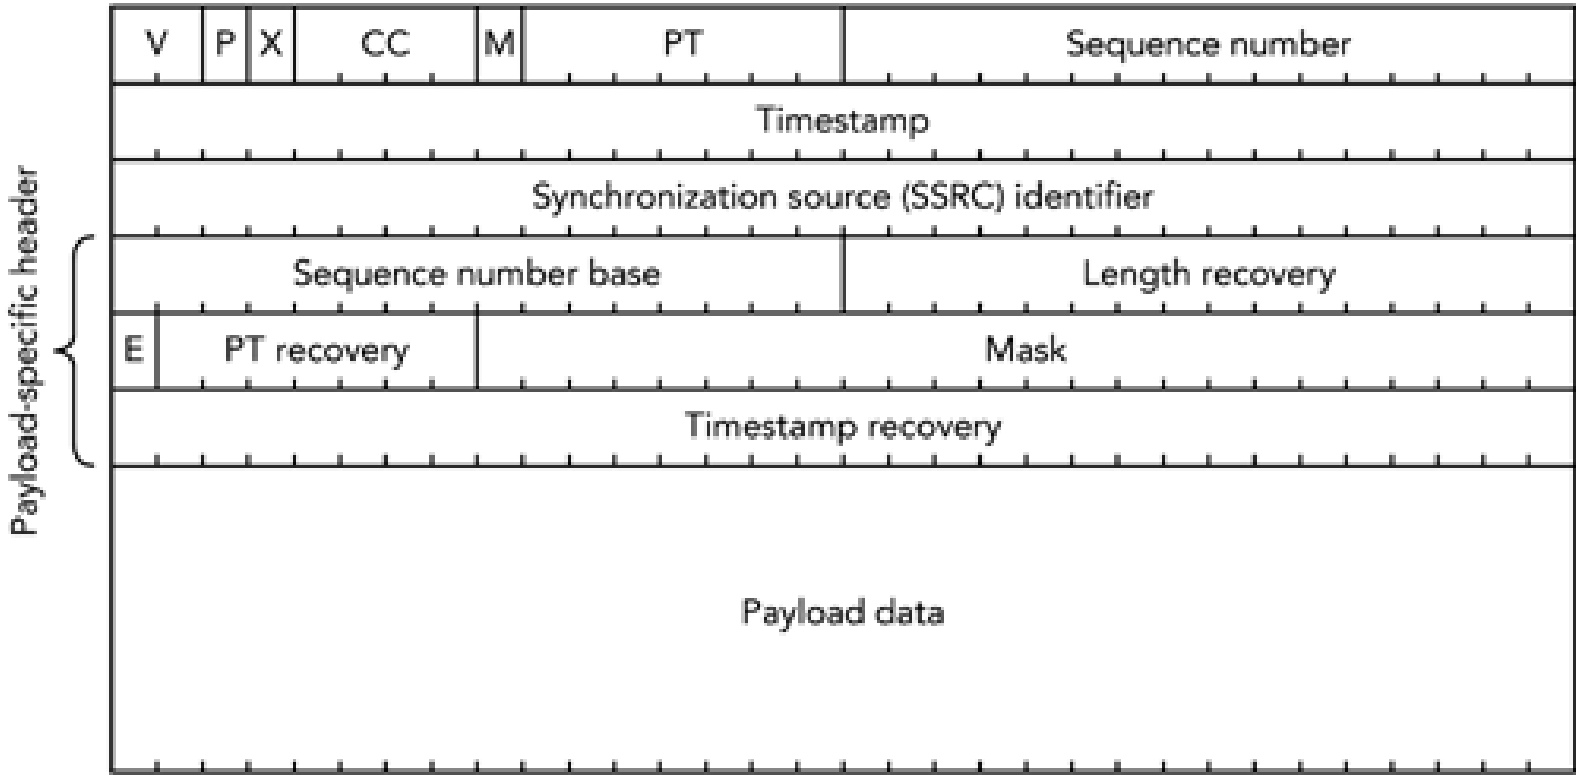 V P X CC M PT Sequence number
Timestamp
Synchronization source (SSRC) identifier
Payload-specific header
Sequence number base Length recovery
E PT recovery Mask
Timestamp recovery
Payload data